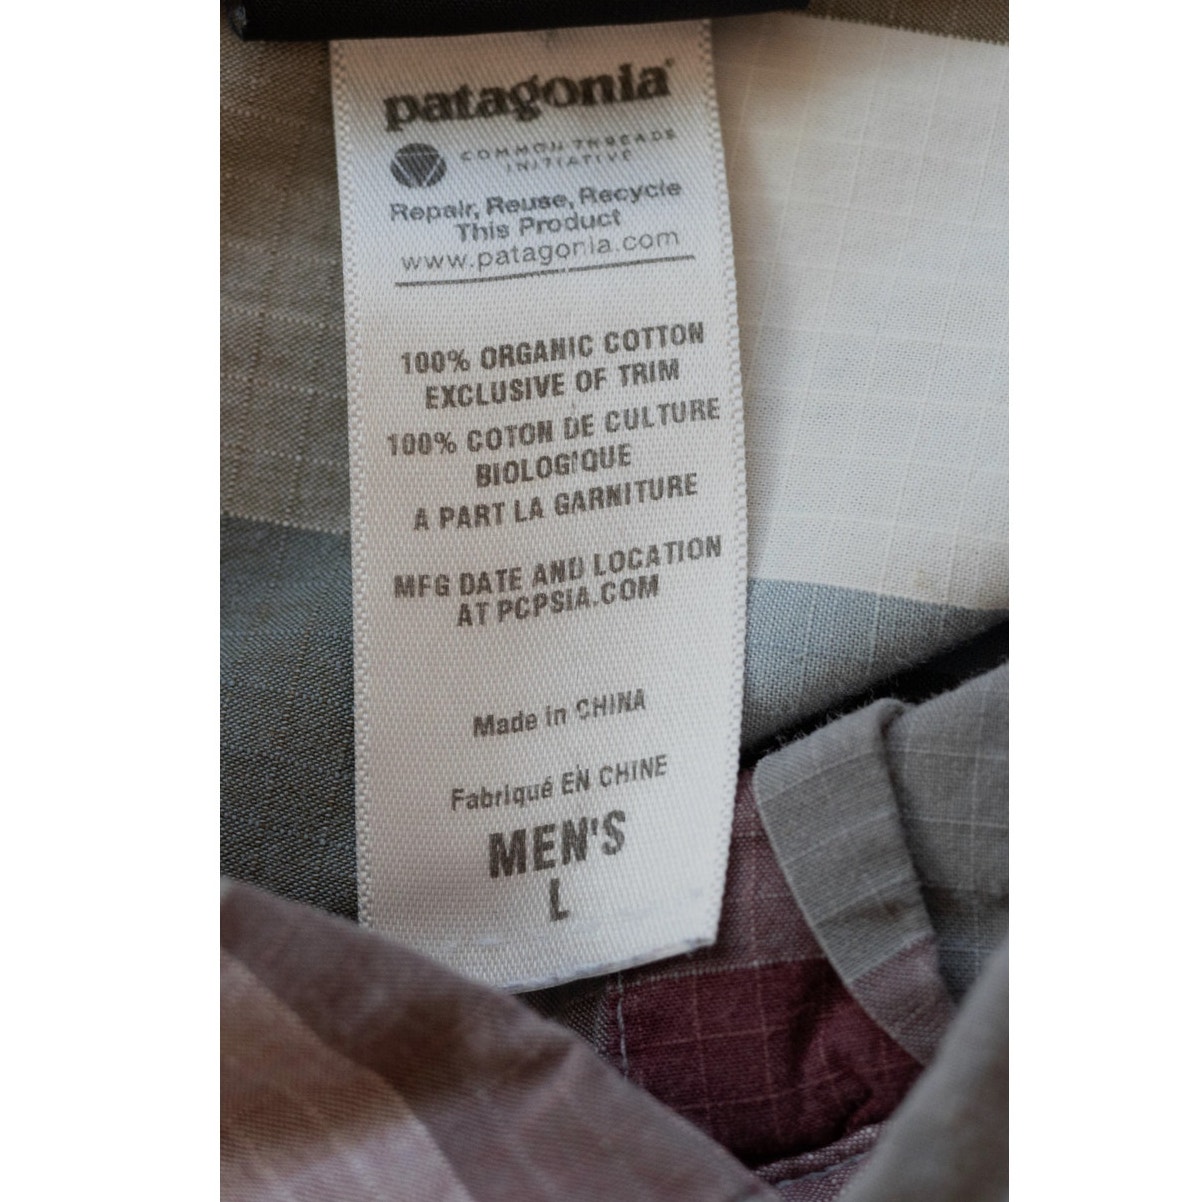 patagonia®
COMMON THREADS
INITIATIVE
Repair, Reuse, Recycle
This Product
www.patagonia.com
100% ORGANIC COTTON
EXCLUSIVE OF TRIM
100% COTON DE CULTURE
BIOLOGIQUE
A PART LA GARNITURE
MFG DATE AND LOCATION
AT PCPSIA.COM
Made in CHINA
Fabriqué EN CHINE
MEN'S
L